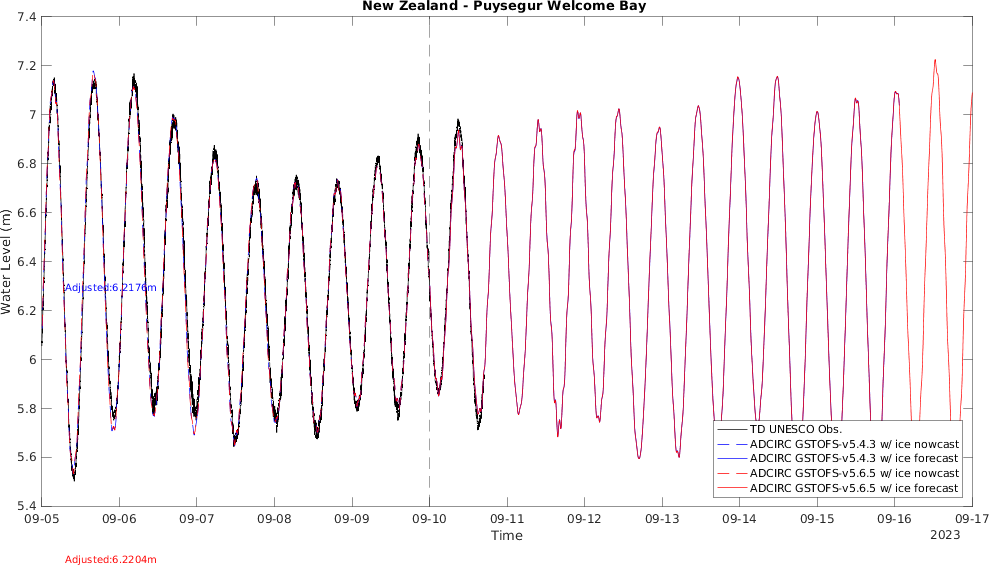 New Zealand - Puysegur Welcome Bay
7.4
7.2
7
6.8
6.6
6.4
6.2
6
5.8
5.6
5.4
Water Level (m)
Adjusted:6.2176m
TD UNESCO Obs.
ADCIRC GSTOFS-v5.4.3 w/ ice nowcast
ADCIRC GSTOFS-v5.4.3 w/ ice forecast
ADCIRC GSTOFS-v5.6.5 w/ ice nowcast
ADCIRC GSTOFS-v5.6.5 w/ ice forecast
09-05 09-06 09-07 09-08 09-09 09-10 09-11 09-12 09-13 09-14 09-15 09-16 09-17
Time
2023
Adjusted:6.2204m